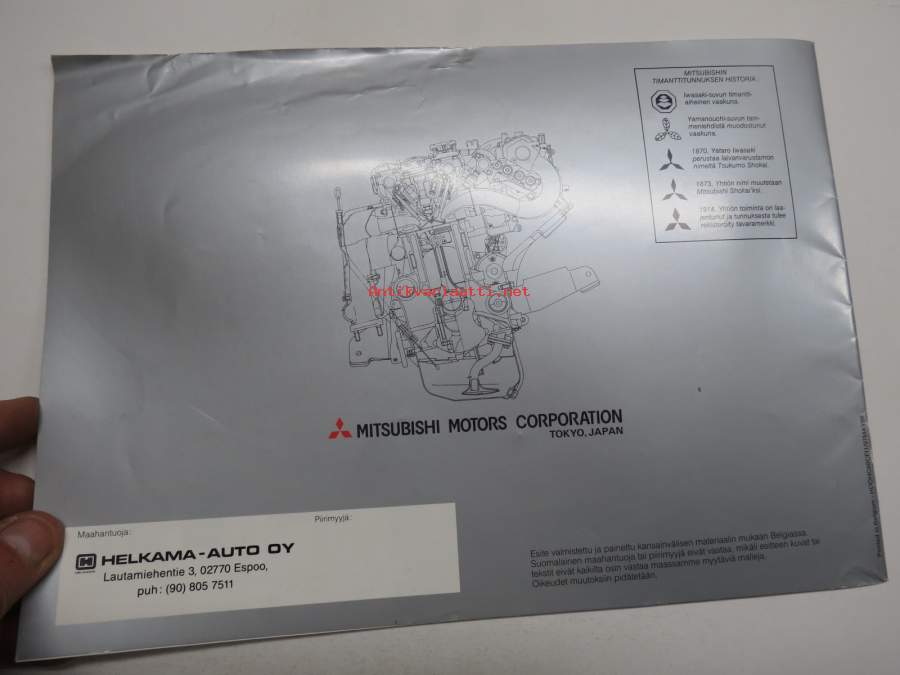 MITSUBISHIN
TIMANTTITUNNUKSEN HISTORIA:
Iwasaki-suvun timantti-
aiheinen vaakuna.
Yamanouchi-suvun tam-
menlehdistä muodostunut
vaakuna.
1870. Yataro Iwasaki
perustaa laivanvarustamon
nimeltä Tsukumo Shokai.
1873. Yhtiön nimi muutetaan
Mitsubishi Shokai'ksi.
1914. Yhtiön toiminta on laa-
jentunut ja tunnuksesta tulee
rekisteröity tavaramerkki.
Antikvariaatti.net
MITSUBISHI MOTORS CORPORATION
TOKYO, JAPAN
Maahantuoja:
Piirimyyjä:
HELKAMA-AUTO OY
Lautamiehentie 3, 02770 Espoo,
puh: (90) 805 7511
Esite valmistettu ja painettu kansainvälisen materiaalin mukaan Belgiassa.
Suomalainen maahantuoja tai piirimyyjä eivät vastaa, mikäli esitteen kuvat tai
tekstit eivät kaikilta osin vastaa maassamme myytäviä malleja.
Oikeudet muutoksiin pidätetään.
Printed in Belgium